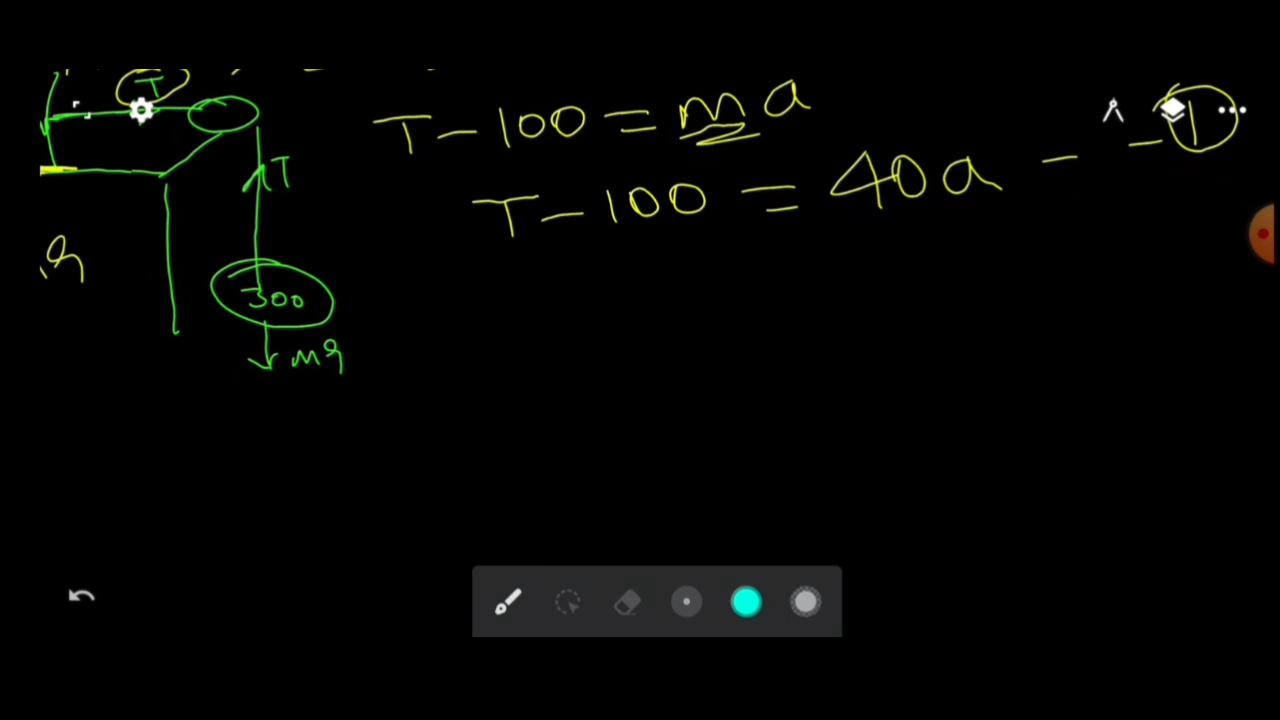 T
T - 100 = ma
T - 100 = 40a - - 1
T
300
mg